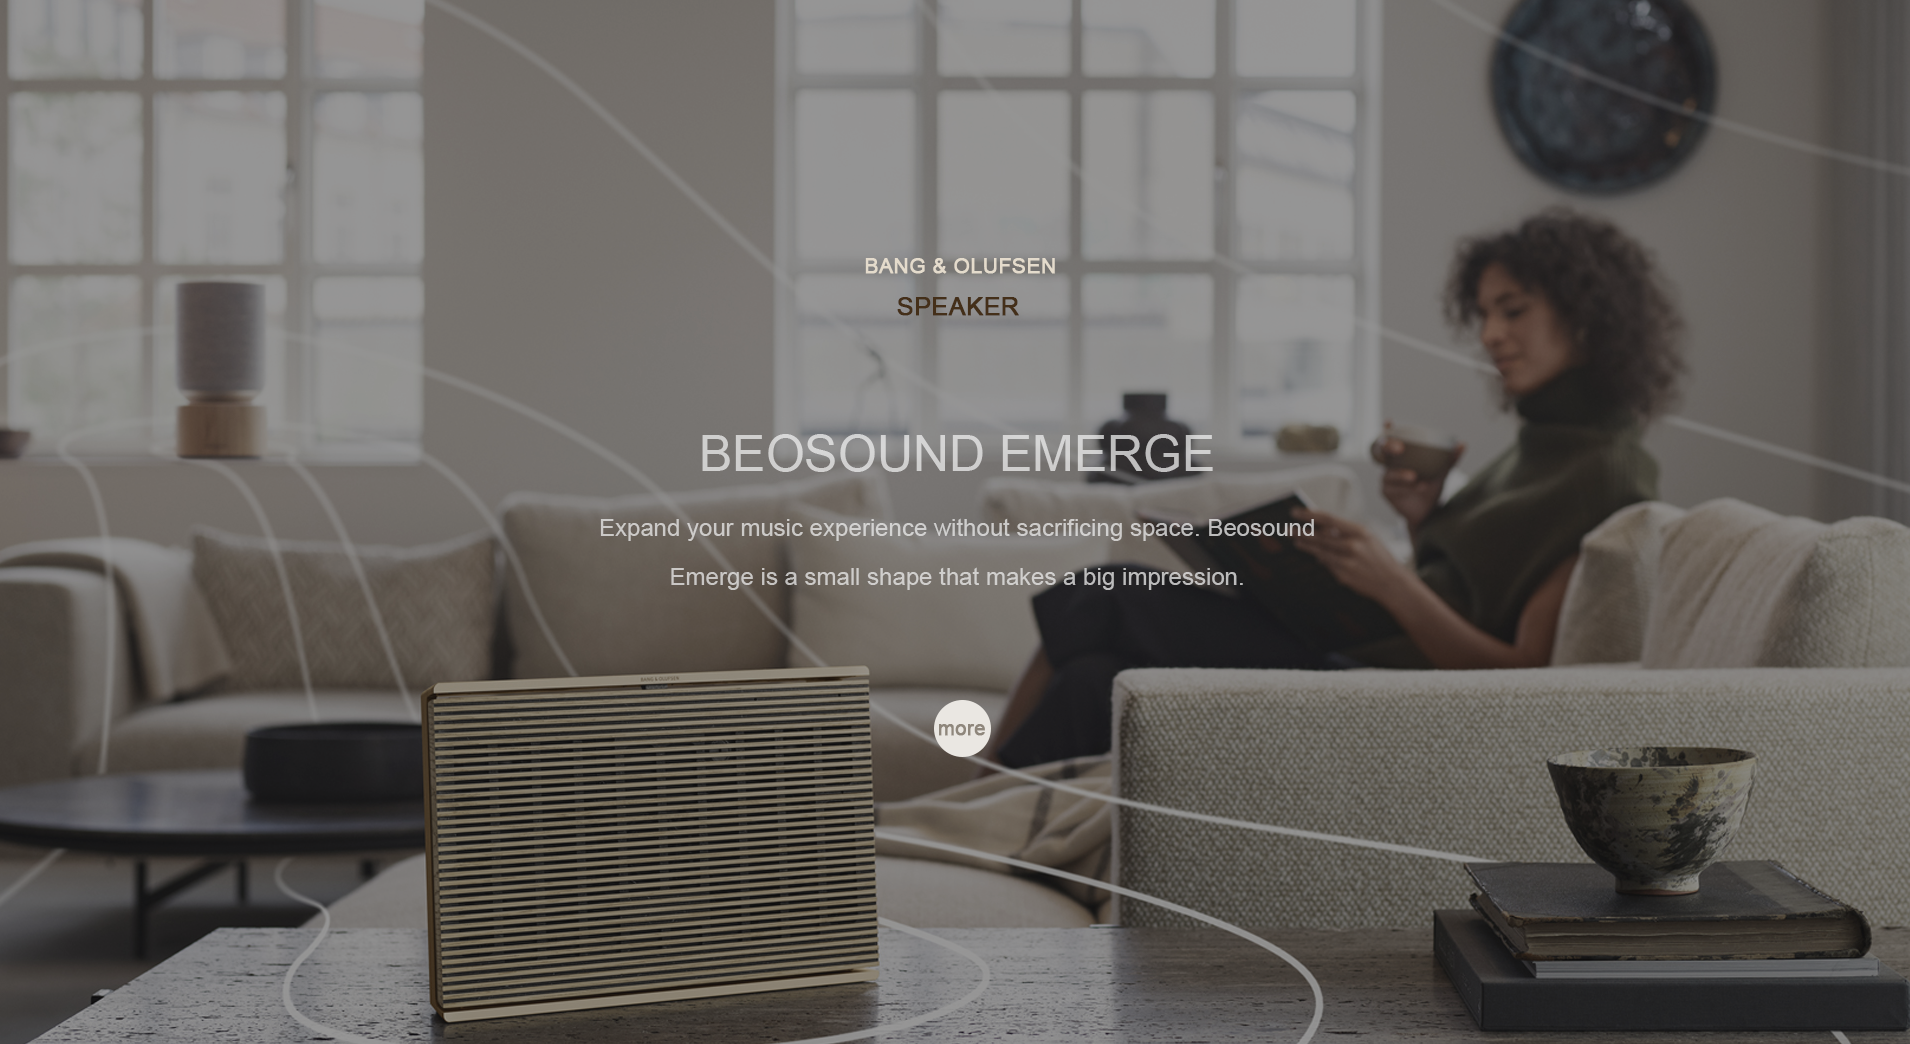 BANG & OLUFSEN
SPEAKER
BEOSOUND EMERGE
Expand your music experience without sacrificing space. Beosound
Emerge is a small shape that makes a big impression.
BANG & OLUFSEN
more